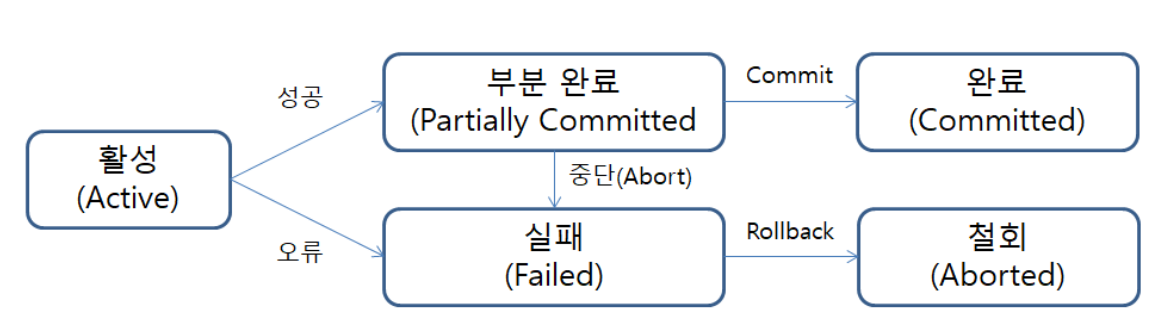 성공
부분 완료
(Partially Committed
Commit
완료
(Committed)
활성
(Active)
중단(Abort)
오류
실패
(Failed)
Rollback
철회
(Aborted)